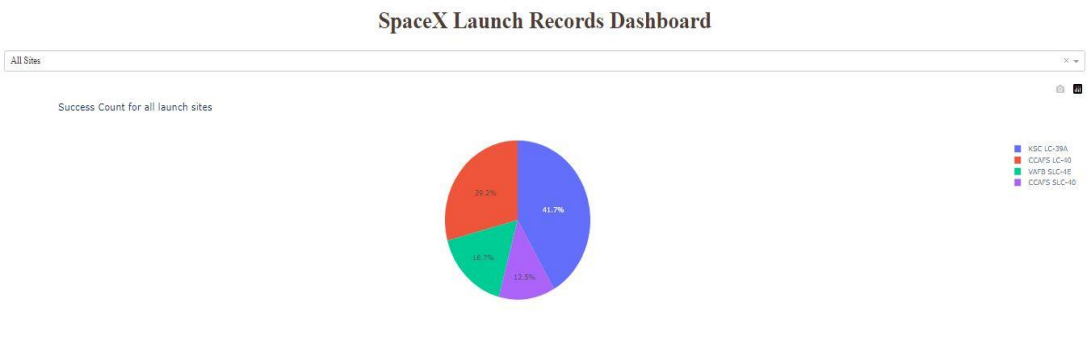 SpaceX Launch Records Dashboard
All Sites
Success Count for all launch sites
KSC LC-39A
CCAFS LC-40
VAFB SLC-4E
CCAFS SLC-40
29.2%
41.7%
16.7%
12.5%